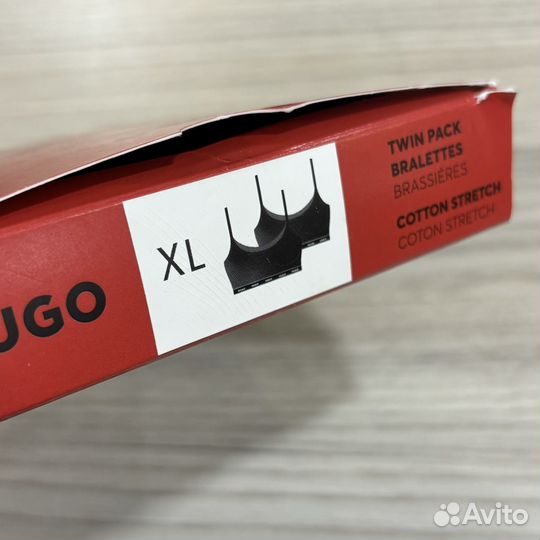 UGO
XL
TWIN PACK
BRALETTES
BRASSIÈRES
COTTON STRETCH
COTON STRETCH
Avito